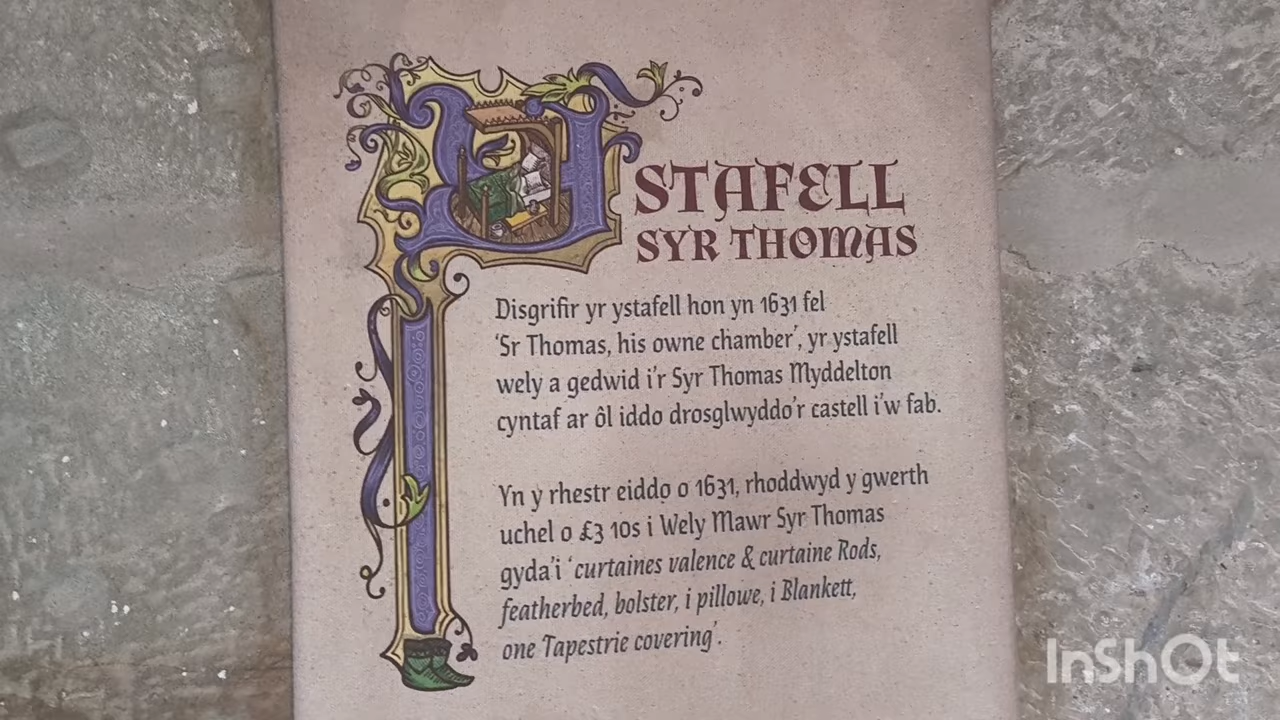 YSTAFELL
SYR THOMAS
Disgrifir yr ystafell hon yn 1631 fel
‘Sr Thomas, his owne chamber’, yr ystafell
wely a gedwid i’r Syr Thomas Myddelton
cyntaf ar ôl iddo drosglwyddo’r castell i’w fab.
Yn y rhestr eiddo o 1631, rhoddwyd y gwerth
uchel o £3 10s i Wely Mawr Syr Thomas
gyda’i ‘curtaines valence & curtaine Rods,
featherbed, bolster, i pillowe, i Blankett,
one Tapestrie covering’.
InShOt